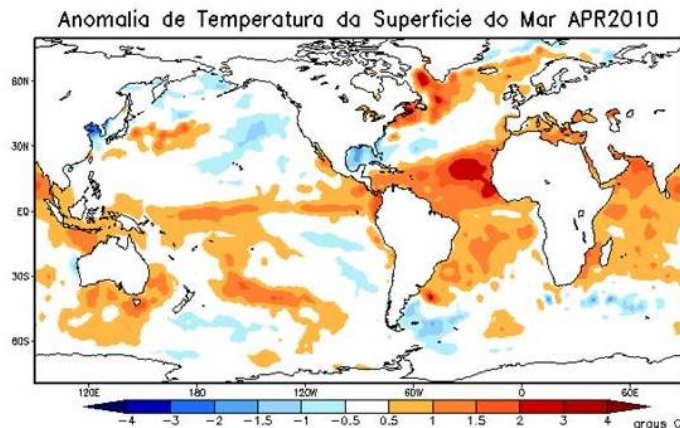 Anomalia de Temperatura da Superficie do Mar APR2010
60N
30N
EQ
30S
60S
120E 180 120W 60W 0 60E
-4 -3 -2 -1.5 -1 -0.5 0.5 1 1.5 2 3 4
graus C